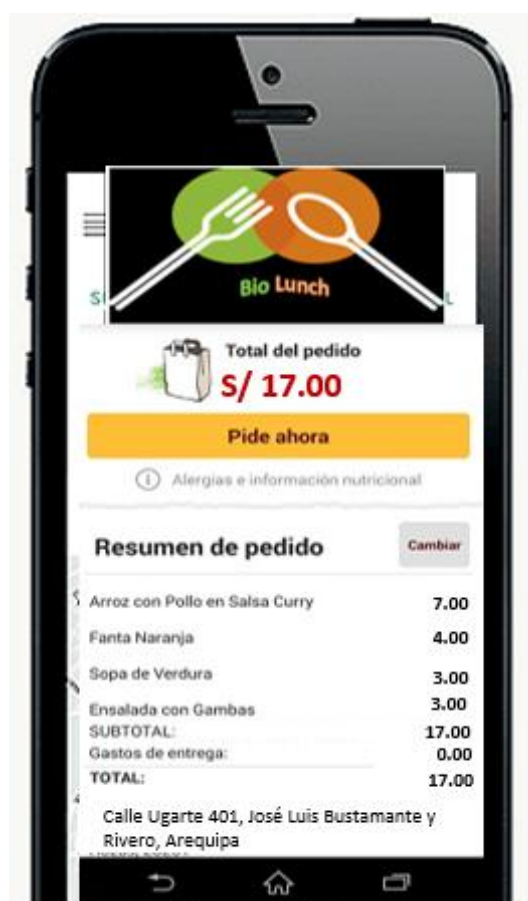 Bio Lunch
Total del pedido
S/ 17.00
Pide ahora
Alergias e información nutricional
Resumen de pedido
Cambiar
Arroz con Pollo en Salsa Curry 7.00
Fanta Naranja 4.00
Sopa de Verdura 3.00
Ensalada con Gambas 3.00
SUBTOTAL: 17.00
Gastos de entrega: 0.00
TOTAL: 17.00
Calle Ugarte 401, José Luis Bustamante y
Rivero, Arequipa